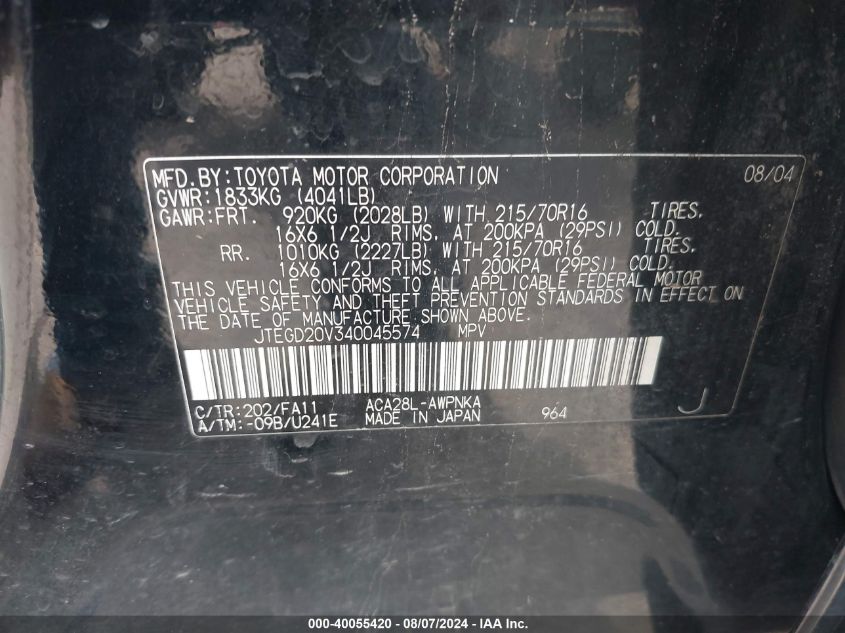 MFD.BY:TOYOTA MOTOR CORPORATION 08/04
GVWR:1833KG (4041LB)
GAWR:FRT. 920KG (2028LB) WITH 215/70R16 TIRES.
16X6 1/2J RIMS, AT 200KPA (29PSI) COLD.
RR. 1010KG (2227LB) WITH 215/70R16 TIRES.
16X6 1/2J RIMS, AT 200KPA (29PSI) COLD.
THIS VEHICLE CONFORMS TO ALL APPLICABLE FEDERAL MOTOR
VEHICLE SAFETY AND THEFT PREVENTION STANDARDS IN EFFECT ON
THE DATE OF MANUFACTURE SHOWN ABOVE.
JTEGD20V340045574 MPV
C/TR:202/FA11 ACA28L-AWPNKA
A/TM:-09B/U241E MADE IN JAPAN 964 J
000-40055420 - 08/07/2024 - IAA Inc.